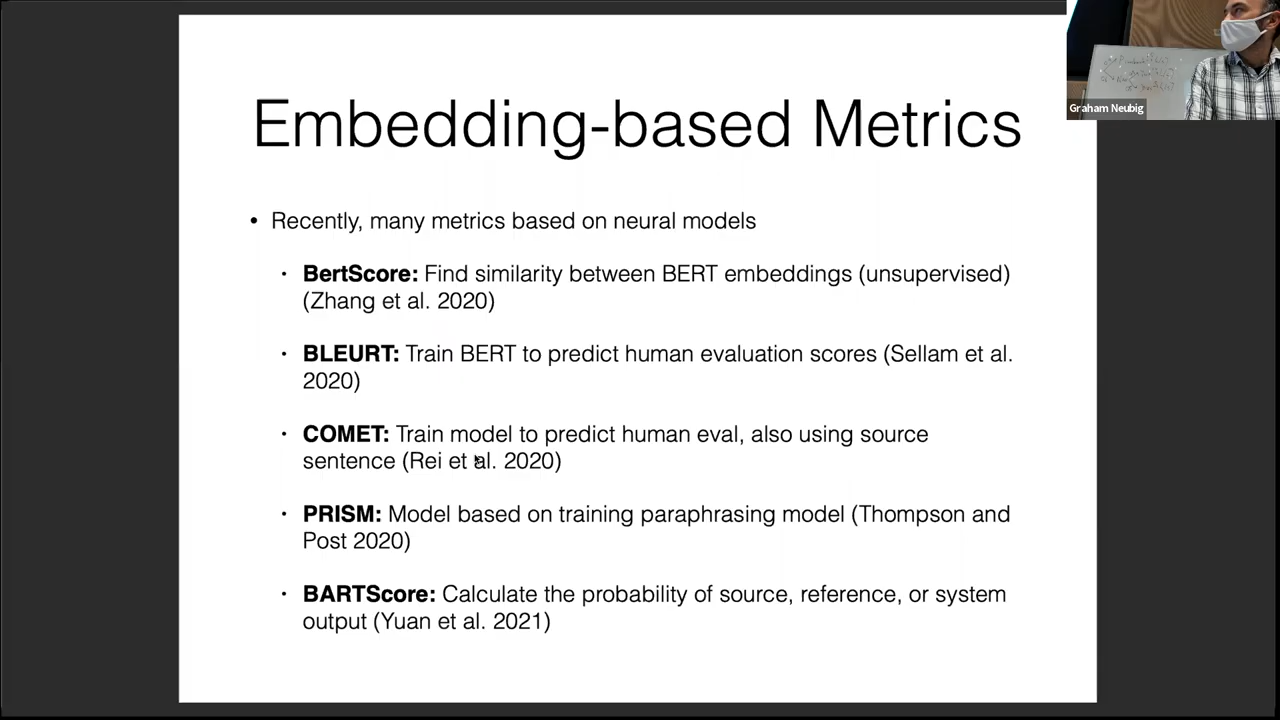 Embedding-based Metrics
Graham Neubig
• Recently, many metrics based on neural models
• BertScore: Find similarity between BERT embeddings (unsupervised)
(Zhang et al. 2020)
• BLEURT: Train BERT to predict human evaluation scores (Sellam et al.
2020)
• COMET: Train model to predict human eval, also using source
sentence (Rei et al. 2020)
• PRISM: Model based on training paraphrasing model (Thompson and
Post 2020)
• BARTScore: Calculate the probability of source, reference, or system
output (Yuan et al. 2021)